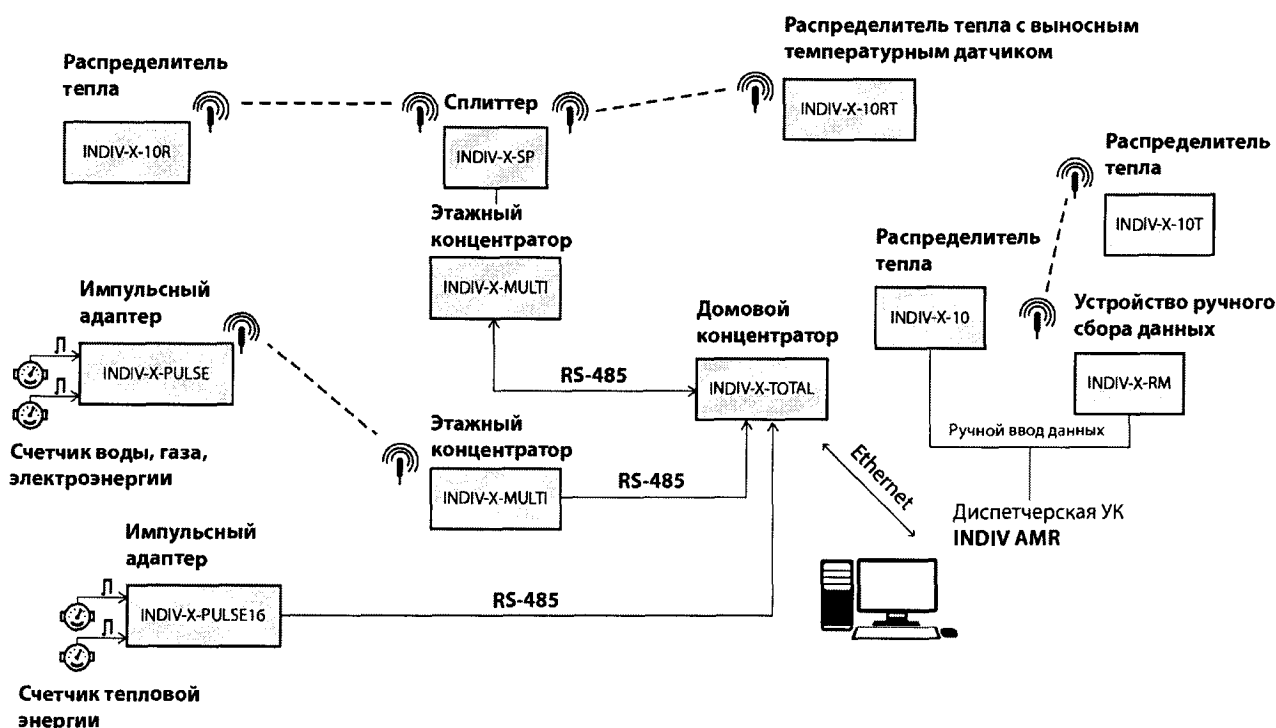 Распределитель тепла с выносным
температурным датчиком
INDIV-X-10RT
Распределитель
тепла
INDIV-X-10R
Сплиттер
INDIV-X-SP
Распределитель
тепла
INDIV-X-10T
Этажный
концентратор
INDIV-X-MULTI
Распределитель
тепла
INDIV-X-10
Импульсный
адаптер
Л
Л
INDIV-X-PULSE
Счетчик воды, газа,
электроэнергии
Домовой
концентратор
INDIV-X-TOTAL
Устройство ручного
сбора данных
INDIV-X-RM
RS-485
Ручной ввод данных
Этажный
концентратор
INDIV-X-MULTI
RS-485
Ethernet
Диспетчерская УК
INDIV AMR
Импульсный
адаптер
Л
Л
INDIV-X-PULSE16
RS-485
Счетчик тепловой
энергии